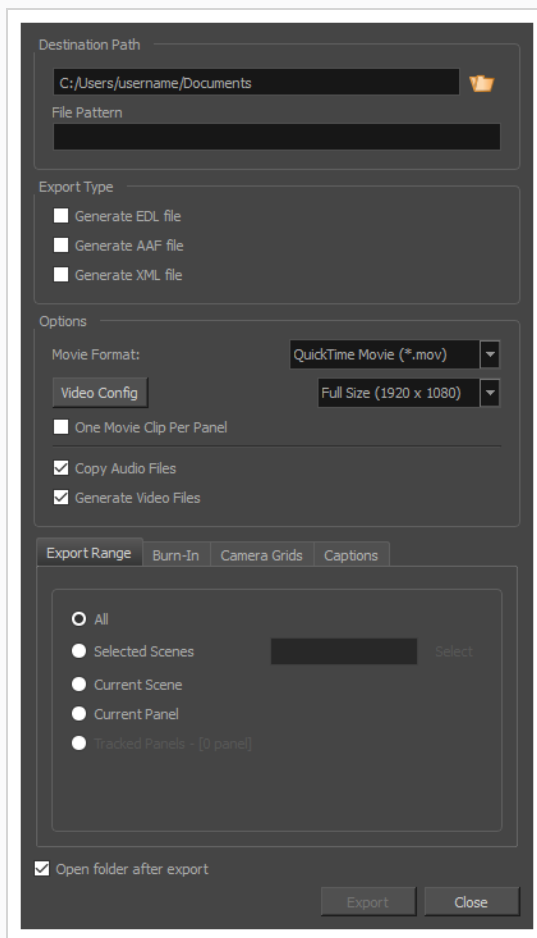 Destination Path
C:/Users/username/Documents
File Pattern
Export Type
Generate EDL file
Generate AAF file
Generate XML file
Options
Movie Format: QuickTime Movie (*.mov)
Video Config Full Size (1920 x 1080)
One Movie Clip Per Panel
Copy Audio Files
Generate Video Files
Export Range Burn-In Camera Grids Captions
All
Selected Scenes Select
Current Scene
Current Panel
Tracked Panels - [0 panel]
Open folder after export
Export Close